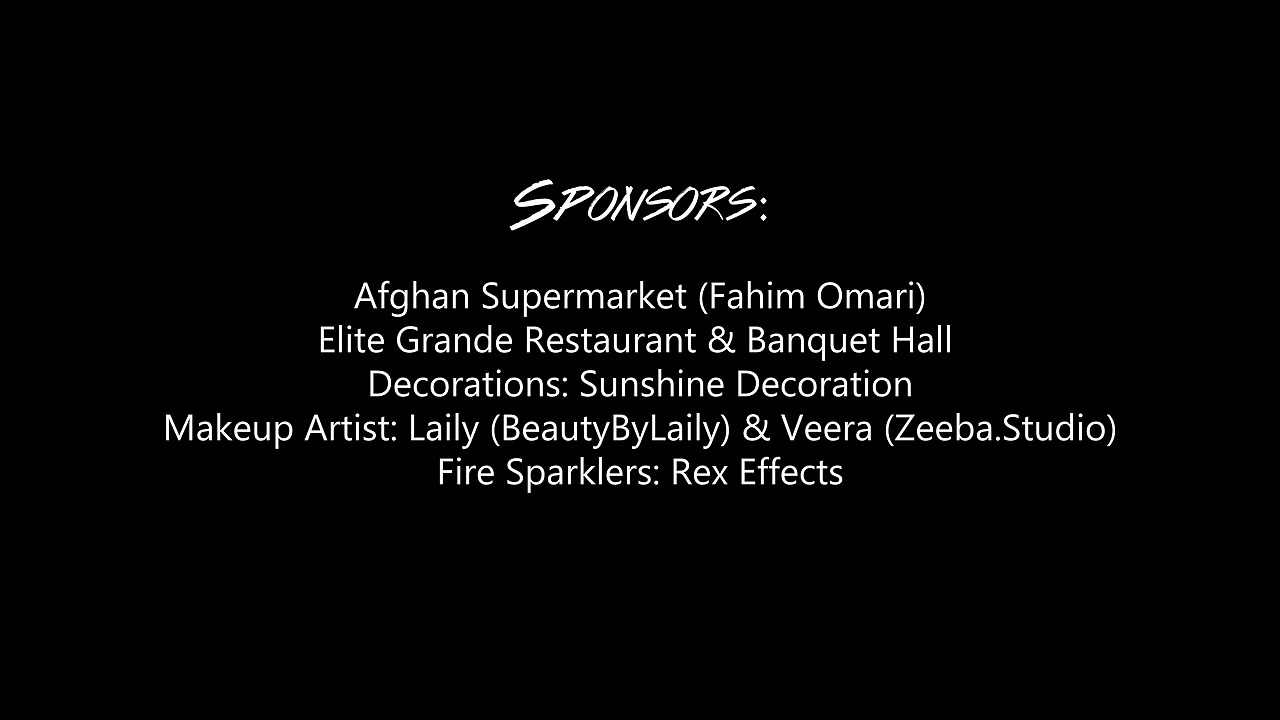 SPONSORS:
Afghan Supermarket (Fahim Omari)
Elite Grande Restaurant & Banquet Hall
Decorations: Sunshine Decoration
Makeup Artist: Laily (BeautyByLaily) & Veera (Zeeba.Studio)
Fire Sparklers: Rex Effects